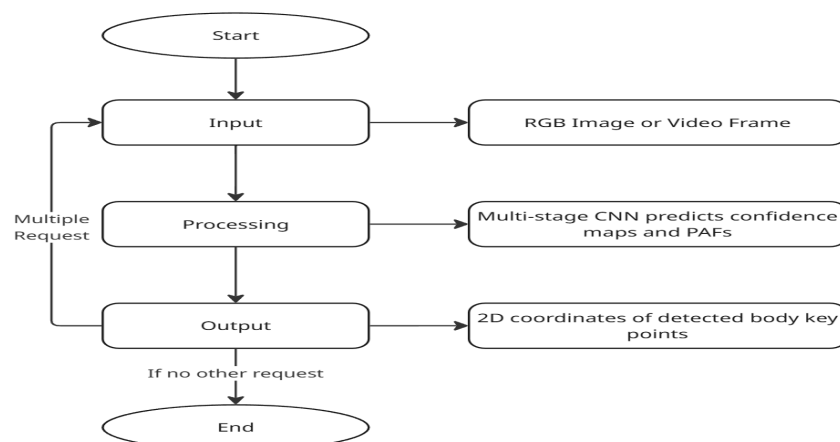 Start
Input
RGB Image or Video Frame
Multiple
Request
Processing
Multi-stage CNN predicts confidence
maps and PAFs
Output
2D coordinates of detected body key
points
If no other request
End